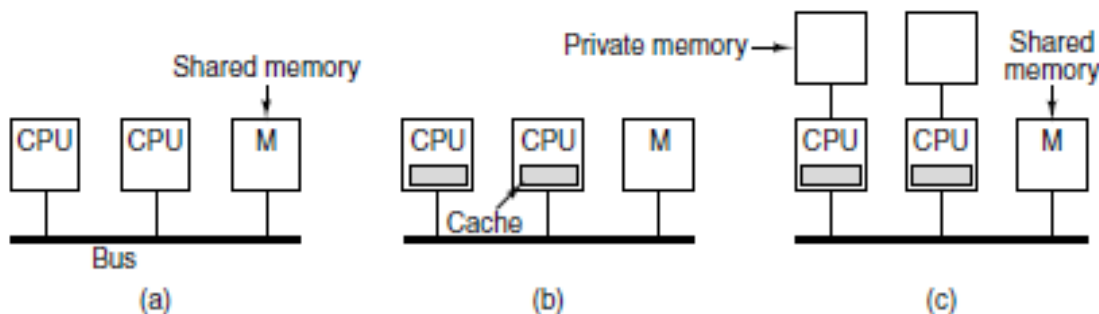 Shared memory
CPU
CPU
M
Bus
(a)
CPU
CPU
M
Cache
(b)
Private memory
Shared
memory
CPU
CPU
M
(c)